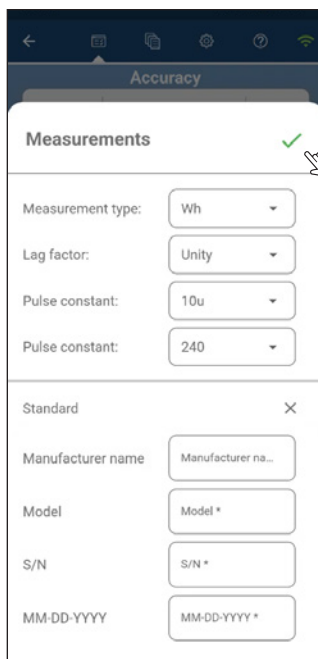 Accuracy
Measurements
Measurement type: Wh
Lag factor: Unity
Pulse constant: 10u
Pulse constant: 240
Standard
Manufacturer name Manufacturer na...
Model Model *
S/N S/N *
MM-DD-YYYY MM-DD-YYYY *